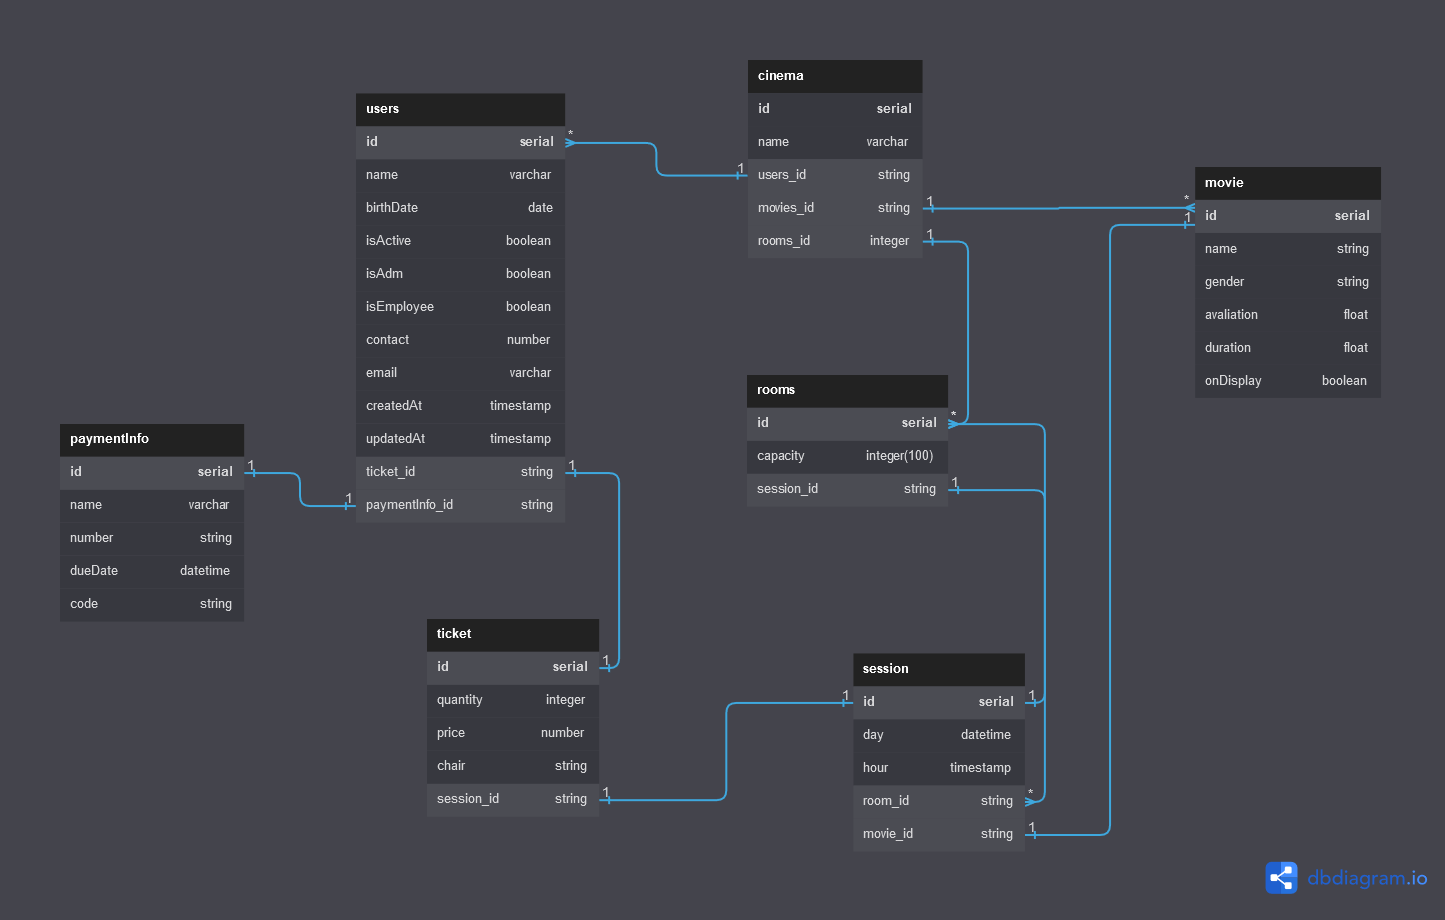 users
id serial
name varchar
birthDate date
isActive boolean
isAdm boolean
isEmployee boolean
contact number
email varchar
createdAt timestamp
updatedAt timestamp
ticket_id string
paymentInfo_id string
* 1
1
cinema
id serial
name varchar
users_id string
movies_id string
rooms_id integer
1
1
1
movie
id serial
name string
gender string
avaliation float
duration float
onDisplay boolean
*
1
rooms
id serial
capacity integer(100)
session_id string
*
1
paymentInfo
id serial
name varchar
number string
dueDate datetime
code string
1
ticket
id serial
quantity integer
price number
chair string
session_id string
1
1
session
id serial
day datetime
hour timestamp
room_id string
movie_id string
1 1
*
1
dbdiagram.io